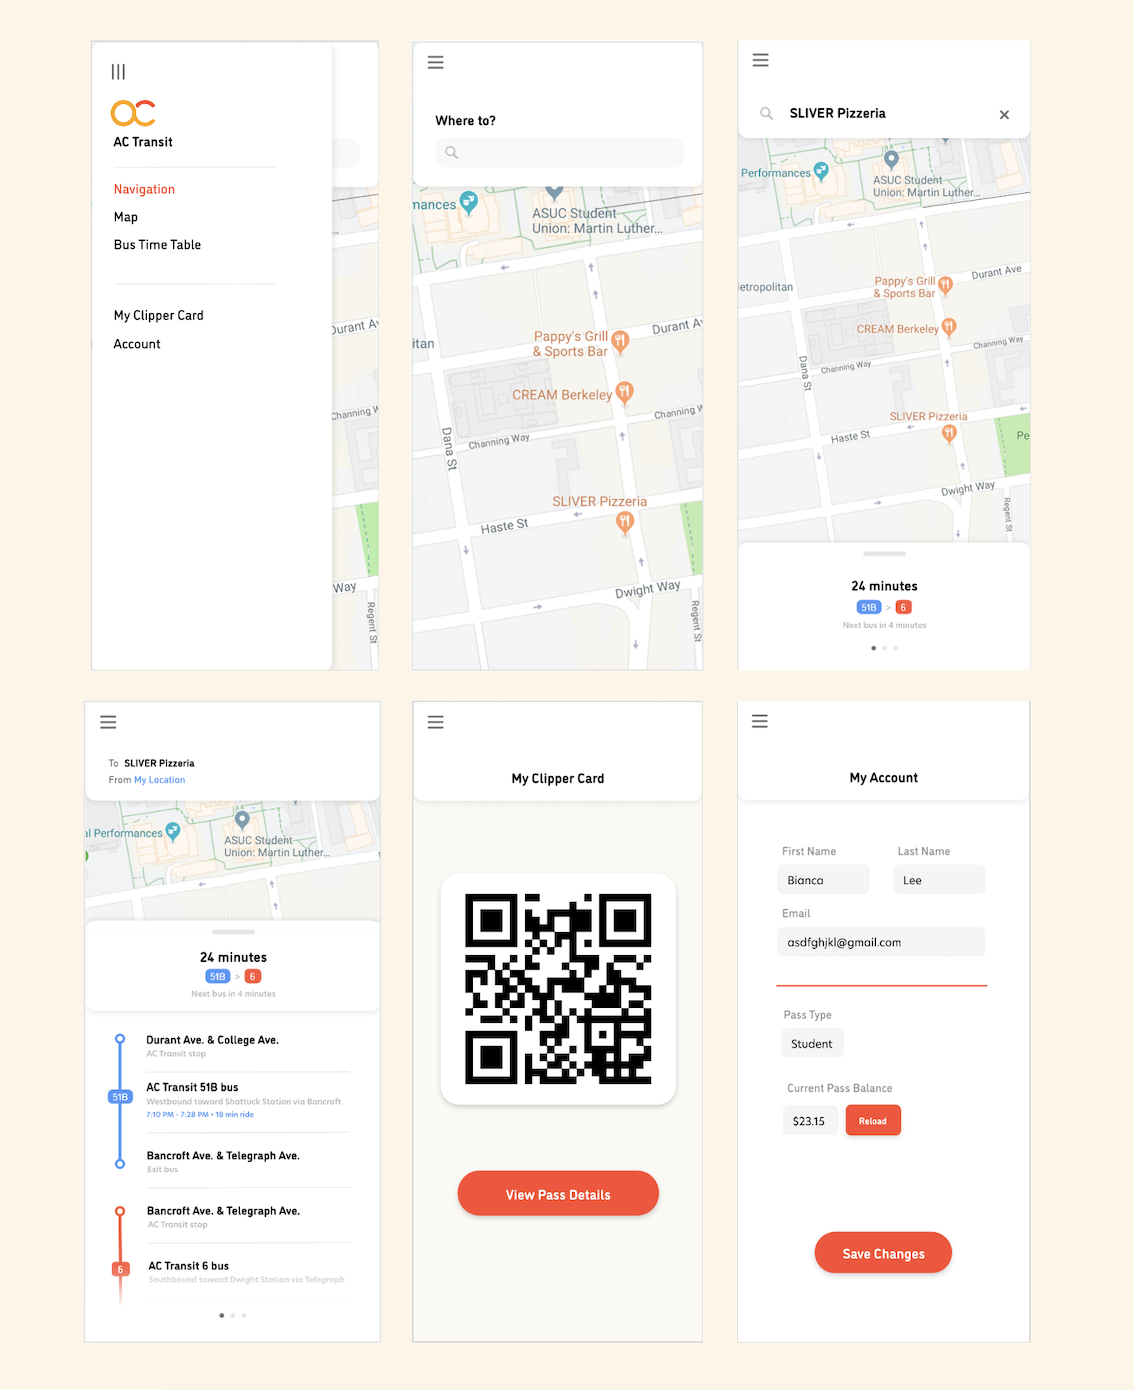 AC Transit
Navigation
Map
Bus Time Table
My Clipper Card
Account
Durant Av
Channing W
Way
Regent St
Where to?
mances
ASUC Student
Union: Martin Luther...
Pappy's Grill
& Sports Bar
Durant A
itan
CREAM Berkeley
Channing
Channing Way
Dana St
SLIVER Pizzeria
Haste St
Dwight Way
Regent St
SLIVER Pizzeria
Performances
ASUC Student
Union: Martin Luther...
Durant Ave
Pappy's Grill
& Sports Bar
etropolitan
CREAM Berkeley
Channing Way
Channing Way
Dana St
SLIVER Pizzeria
Haste St
Pe
Dwight Way
Regent St
24 minutes
51B > 6
Next bus in 4 minutes
To SLIVER Pizzeria
From My Location
al Performances
ASUC Student
Union: Martin Luther...
24 minutes
51B > 6
Next bus in 4 minutes
Durant Ave. & College Ave.
AC Transit stop
AC Transit 51B bus
51B
Westbound toward Shattuck Station via Bancroft
7:10 PM - 7:28 PM • 18 min ride
Bancroft Ave. & Telegraph Ave.
Exit bus
Bancroft Ave. & Telegraph Ave.
AC Transit stop
AC Transit 6 bus
6
Southbound toward Dwight Station via Telegraph
My Clipper Card
View Pass Details
My Account
First Name
Last Name
Bianca
Lee
Email
asdfghjkl@gmail.com
Pass Type
Student
Current Pass Balance
$23.15
Reload
Save Changes